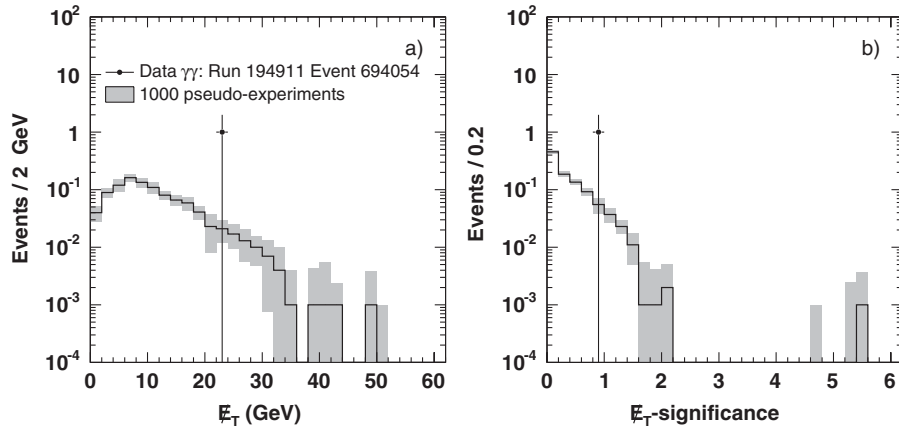 a)
Data γγ: Run 194911 Event 694054
1000 pseudo-experiments
10²
10
1
10⁻¹
10⁻²
10⁻³
10⁻⁴
Events / 2 GeV
0 10 20 30 40 50 60
E̸_T (GeV)
b)
10²
10
1
10⁻¹
10⁻²
10⁻³
10⁻⁴
Events / 0.2
0 1 2 3 4 5 6
E̸_T-significance